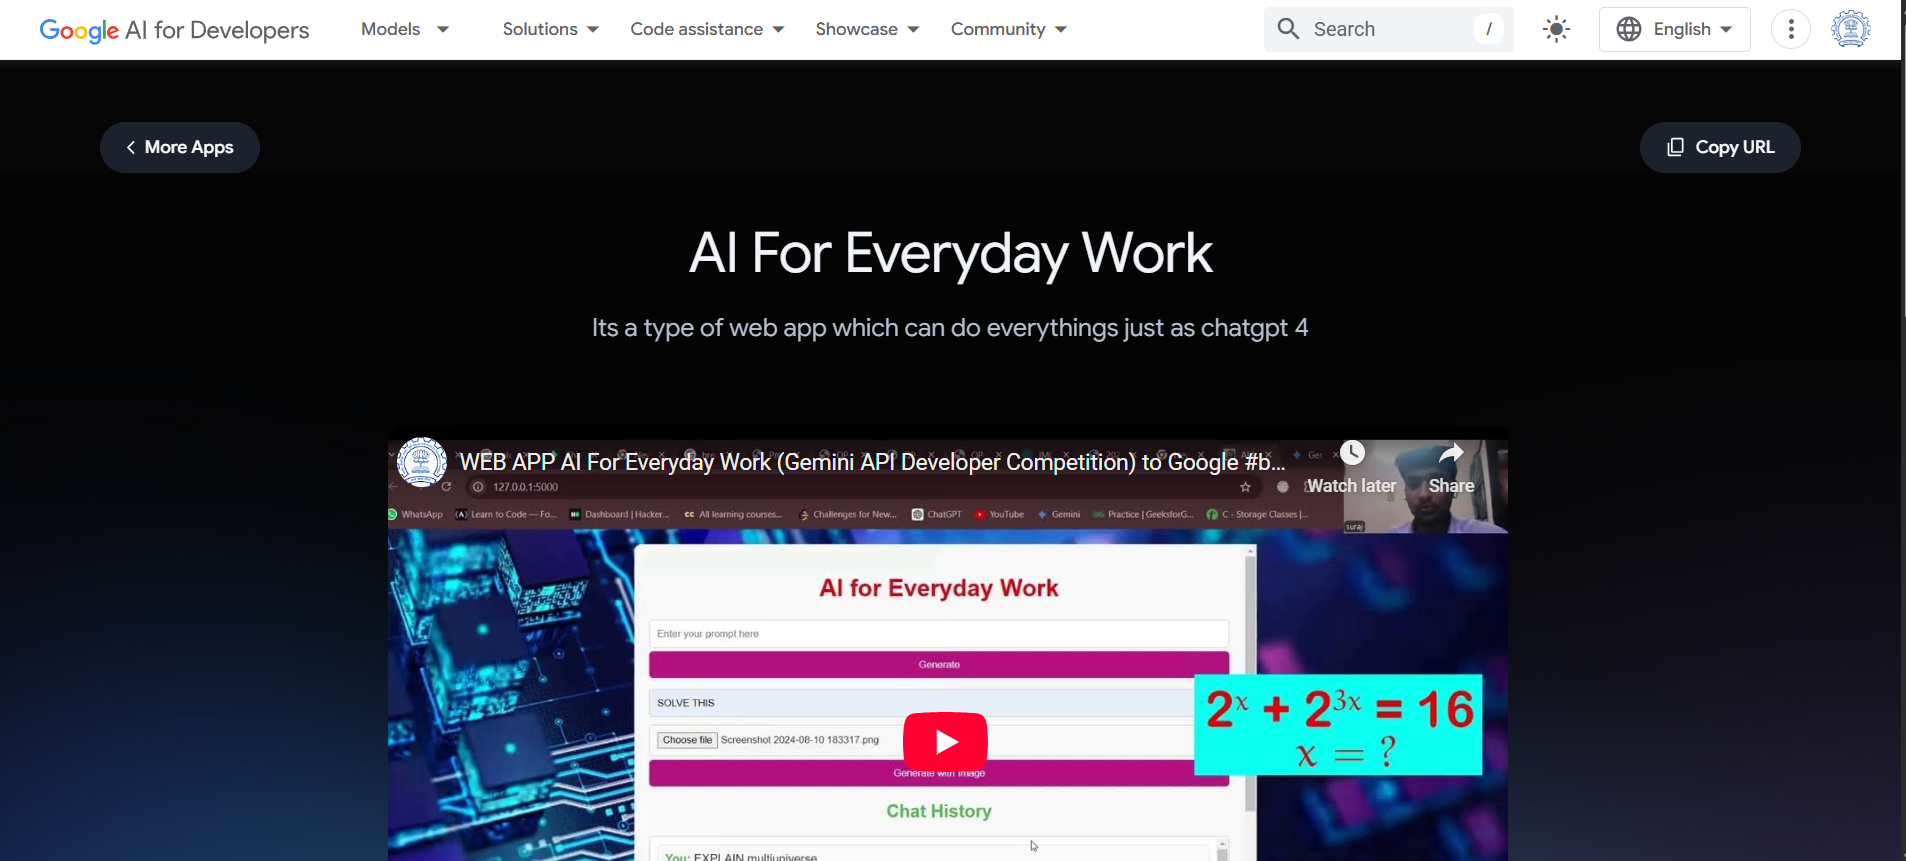 Google AI for Developers Models Solutions Code assistance Showcase Community Search / English
More Apps Copy URL
AI For Everyday Work
Its a type of web app which can do everythings just as chatgpt 4
WEB APP AI For Everyday Work (Gemini API Developer Competition) to Google #b...
Watch later Share
127.0.0.1:5000
WhatsApp Learn to Code — Fo... Dashboard | Hacker... All learning courses... Challenges for New... ChatGPT YouTube Gemini Practice | GeeksforG... C - Storage Classes |...
suraj
AI for Everyday Work
Enter your prompt here
Generate
SOLVE THIS
2ˣ + 2³ˣ = 16
x = ?
Choose file Screenshot 2024-08-10 183317.png
Generate with Image
Chat History
You: EXPLAIN multiuniverse